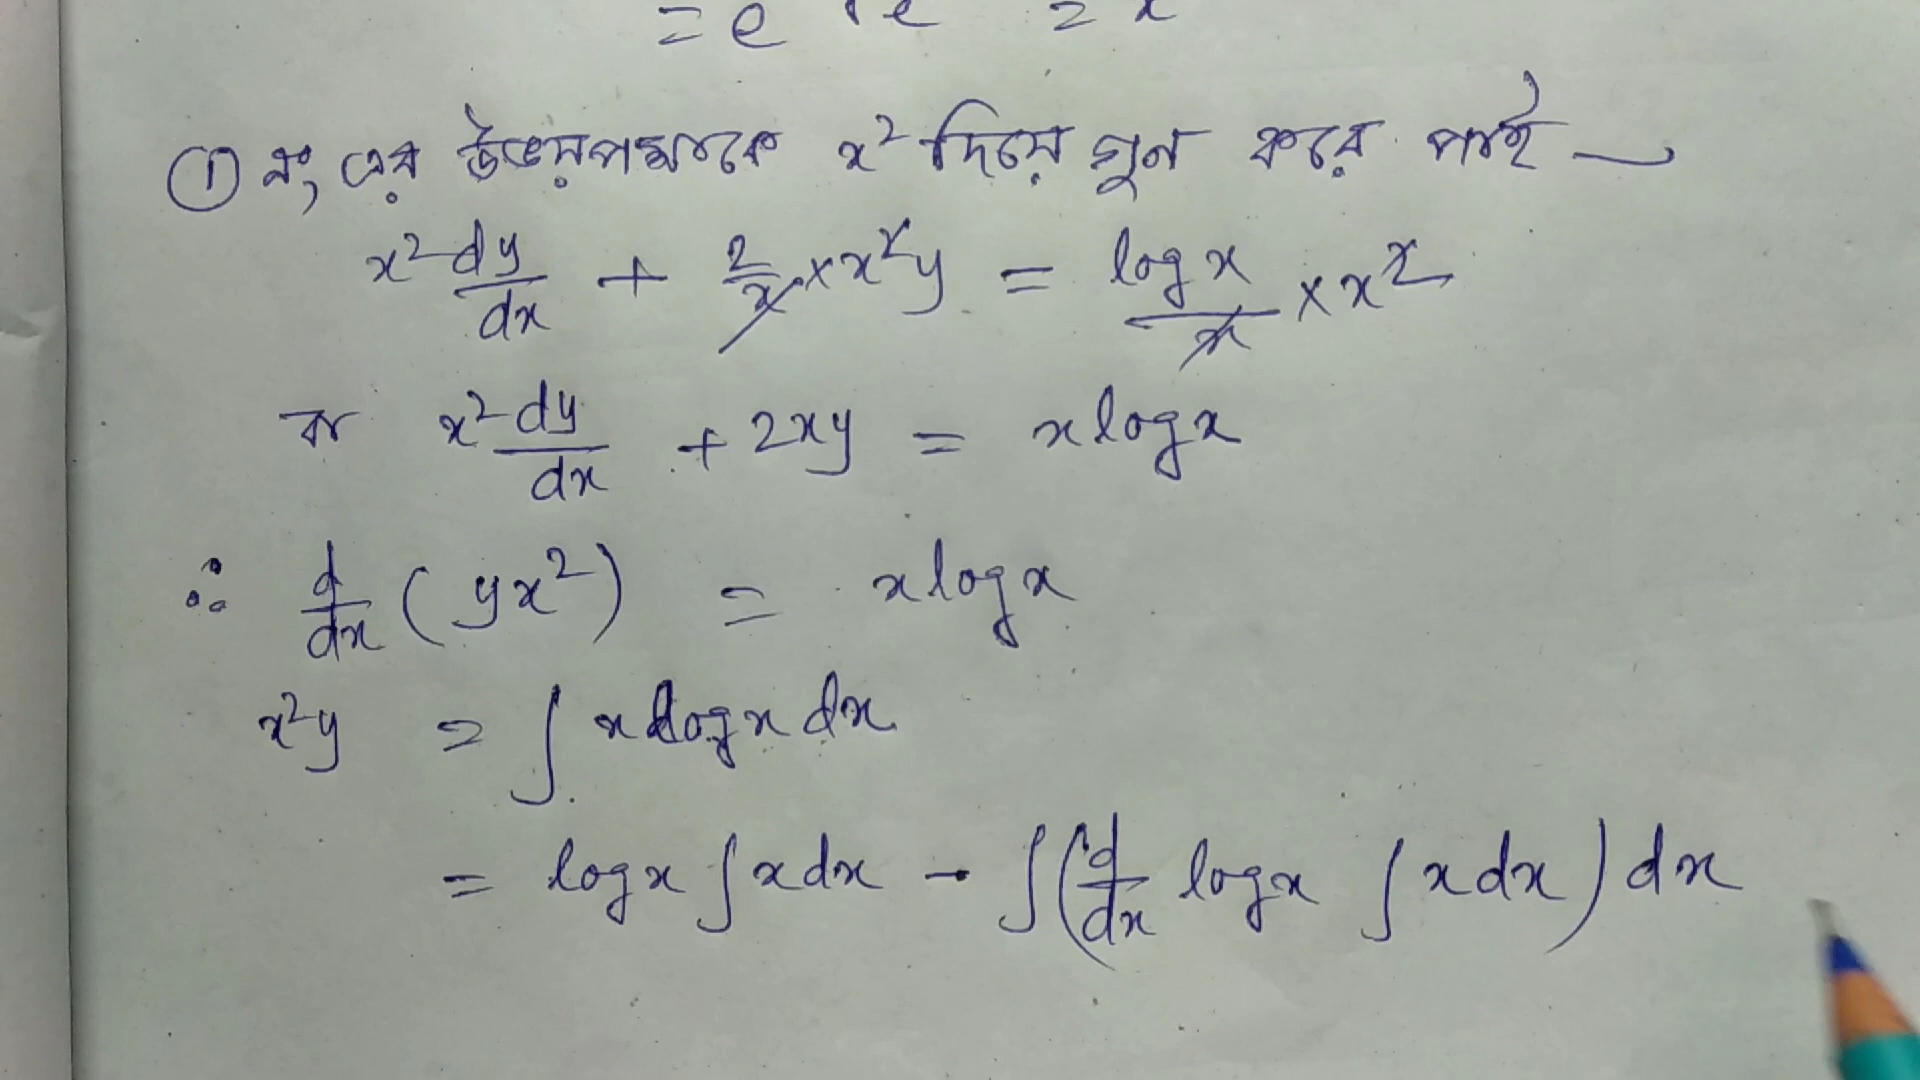 ① নং এর উভয়পক্ষকে x² দিয়ে গুন করে পাই
x² dy/dx + 2/x × x²y = log x/x × x²
বা x² dy/dx + 2xy = x log x
∴ d/dx (yx²) = x log x
x²y = ∫ x log x dx
= log x ∫ x dx - ∫ (d/dx log x ∫ x dx) dx